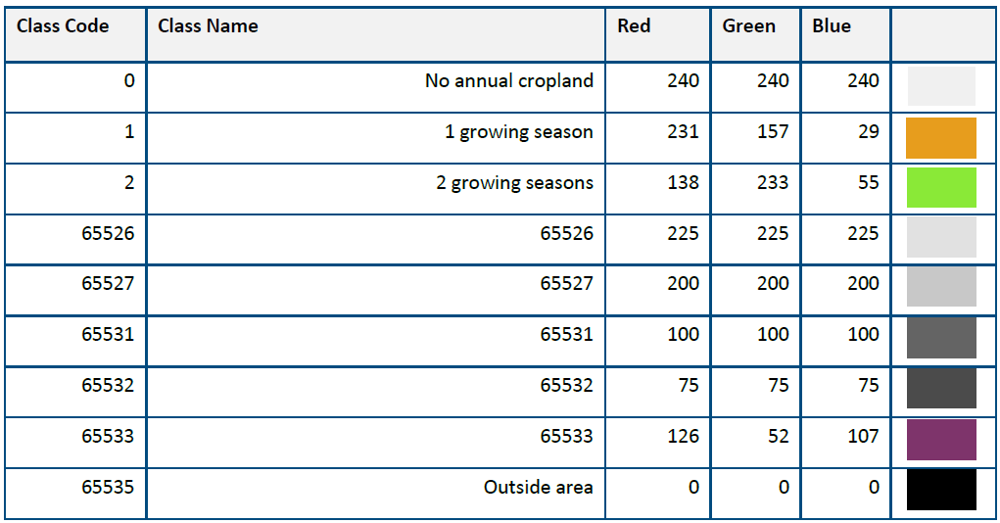 Class Code Class Name Red Green Blue
0 No annual cropland 240 240 240
1 1 growing season 231 157 29
2 2 growing seasons 138 233 55
65526 65526 225 225 225
65527 65527 200 200 200
65531 65531 100 100 100
65532 65532 75 75 75
65533 65533 126 52 107
65535 Outside area 0 0 0